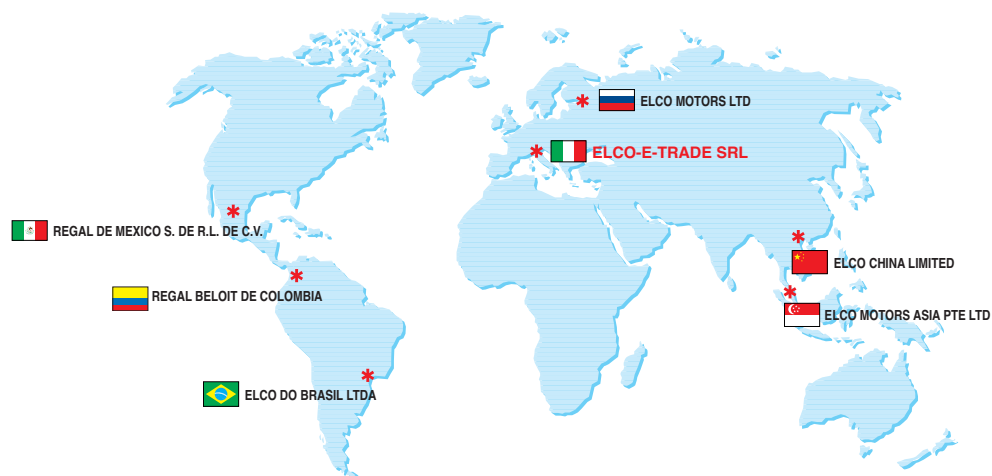 ELCO MOTORS LTD
ELCO-E-TRADE SRL
REGAL DE MEXICO S. DE R.L. DE C.V.
ELCO CHINA LIMITED
REGAL BELOIT DE COLOMBIA
ELCO MOTORS ASIA PTE LTD
ELCO DO BRASIL LTDA